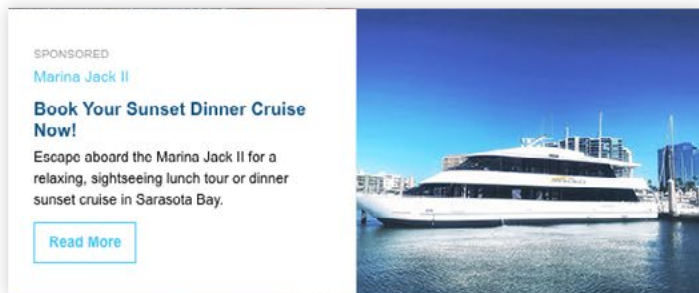 SPONSORED
Marina Jack II
Book Your Sunset Dinner Cruise
Now!
Escape aboard the Marina Jack II for a
relaxing, sightseeing lunch tour or dinner
sunset cruise in Sarasota Bay.
Read More